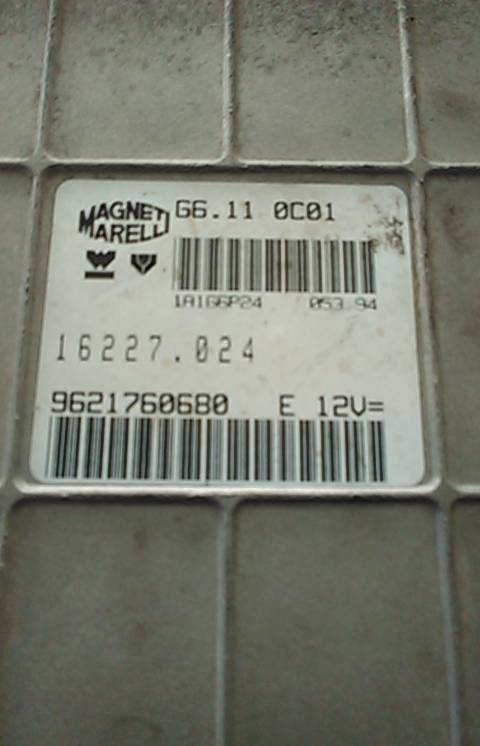 MAGNETI
MARELLI
G6.11 0C01
1A1G6P24 053 94
16227.024
9621760680 E 12V=